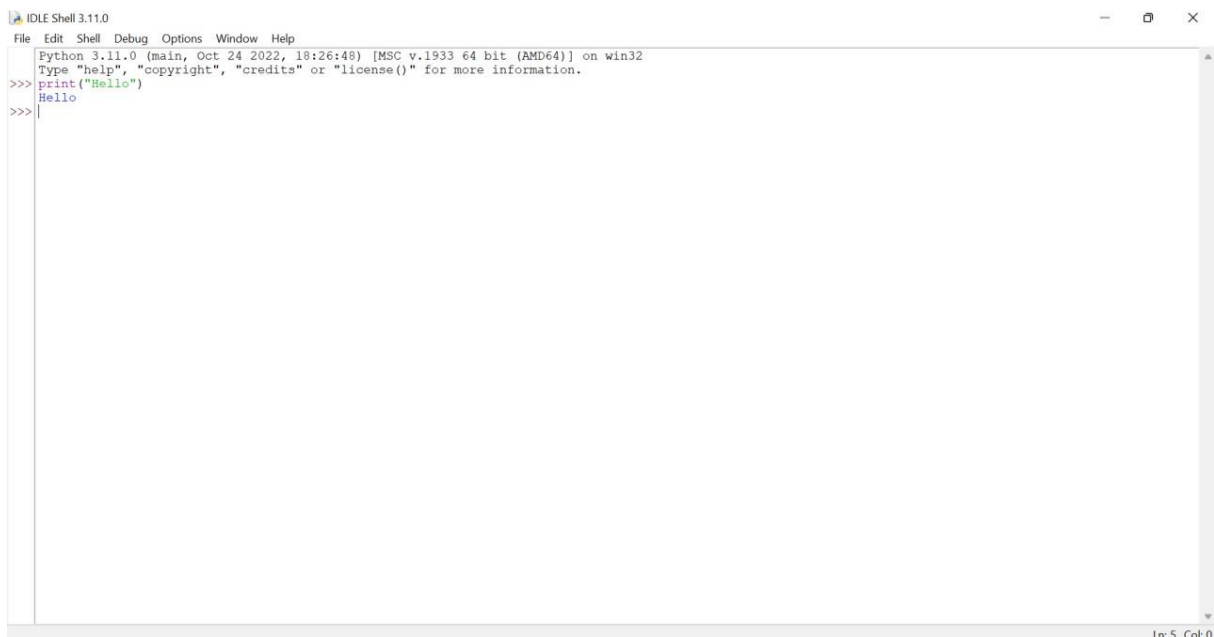 IDLE Shell 3.11.0
File Edit Shell Debug Options Window Help
Python 3.11.0 (main, Oct 24 2022, 18:26:48) [MSC v.1933 64 bit (AMD64)] on win32
Type "help", "copyright", "credits" or "license()" for more information.
>>> print("Hello")
Hello
>>>
Ln: 5 Col: 0